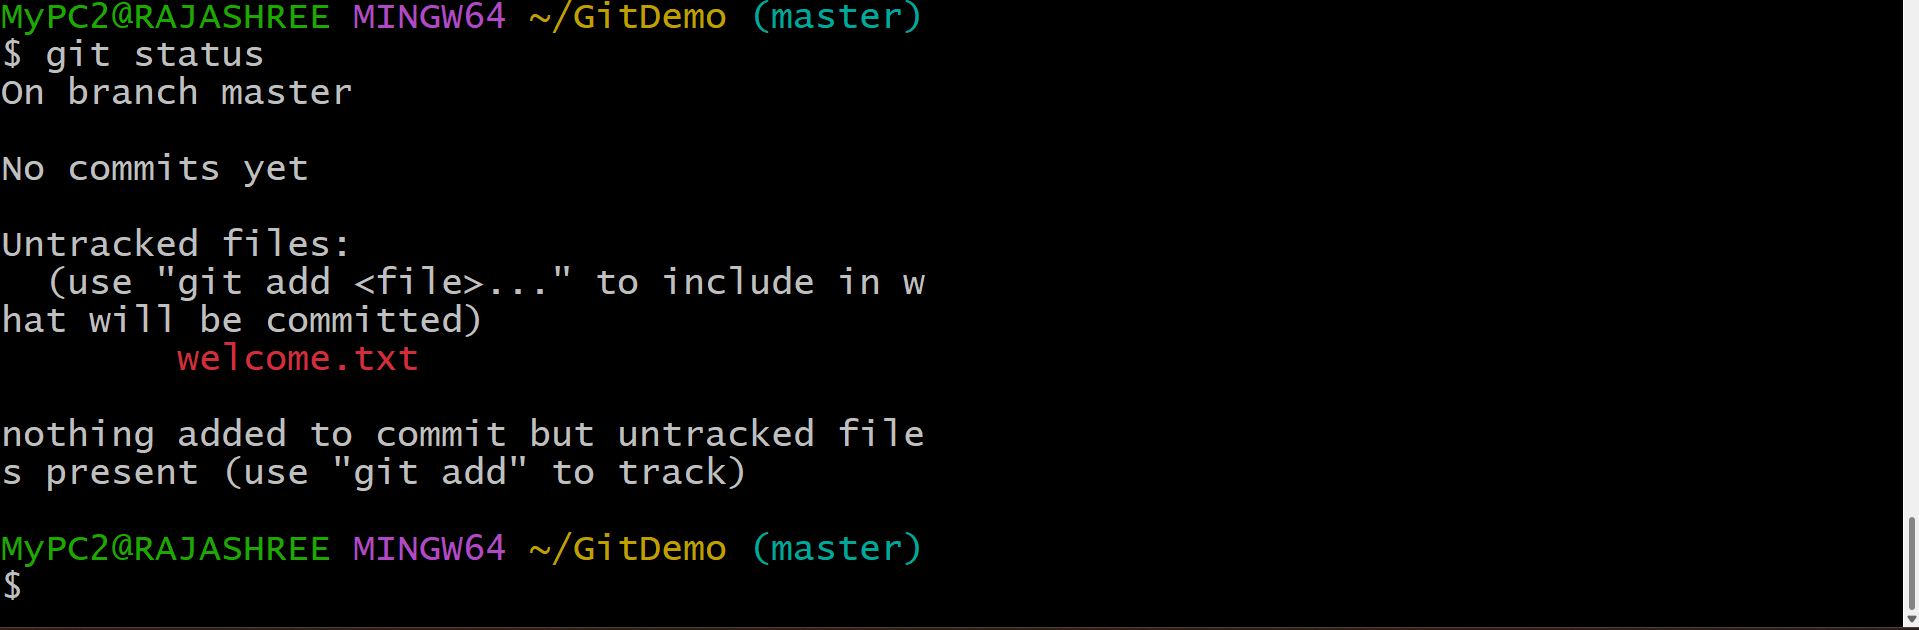 MyPC2@RAJASHREE MINGW64 ~/GitDemo (master)
$ git status
On branch master
No commits yet
Untracked files:
  (use "git add <file>..." to include in w
hat will be committed)
        welcome.txt
nothing added to commit but untracked file
s present (use "git add" to track)
MyPC2@RAJASHREE MINGW64 ~/GitDemo (master)
$